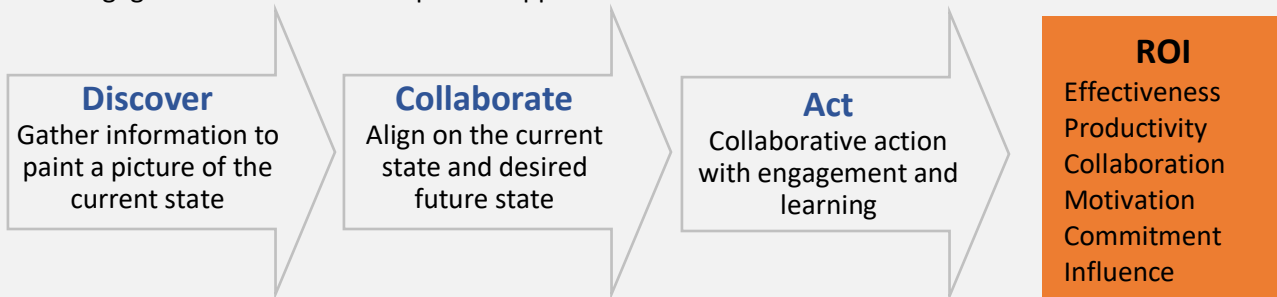 Discover
Gather information to
paint a picture of the
current state
Collaborate
Align on the current
state and desired
future state
Act
Collaborative action
with engagement and
learning
ROI
Effectiveness
Productivity
Collaboration
Motivation
Commitment
Influence